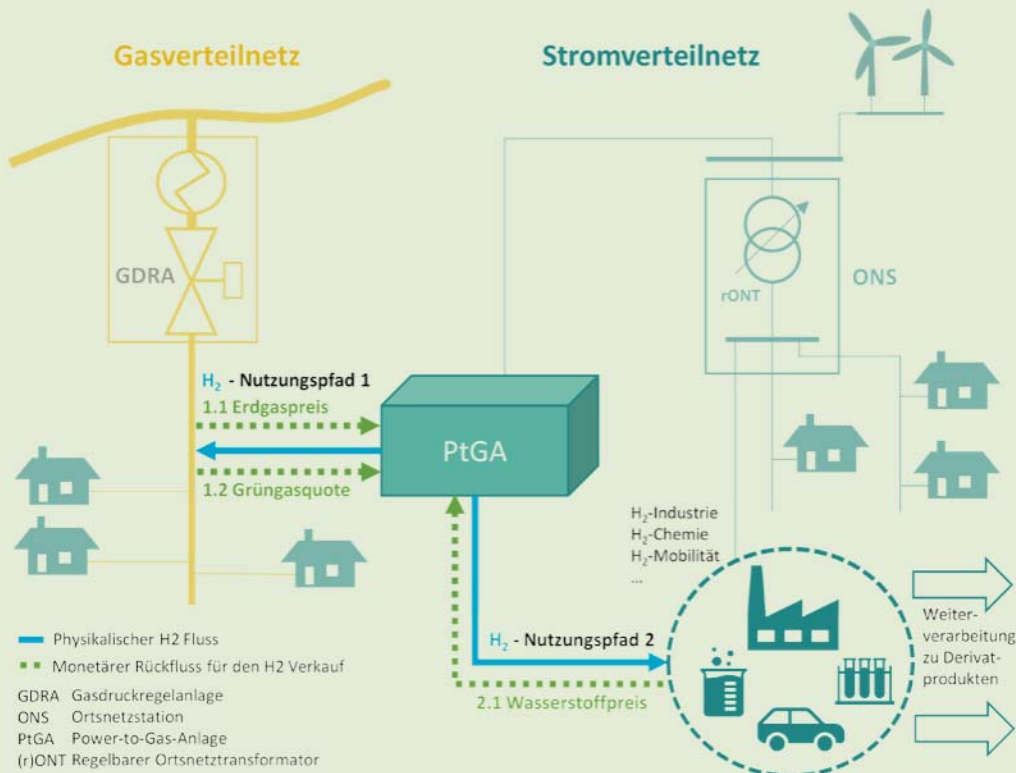 Gasverteilnetz
Stromverteilnetz
GDRA
rONT
ONS
H₂ - Nutzungspfad 1
1.1 Erdgaspreis
PtGA
1.2 Grüngasquote
H₂-Industrie
H₂-Chemie
H₂-Mobilität
...
H₂ - Nutzungspfad 2
2.1 Wasserstoffpreis
Weiter-
verarbeitung
zu Derivat-
produkten
Physikalischer H2 Fluss
Monetärer Rückfluss für den H2 Verkauf
GDRA Gasdruckregelanlage
ONS Ortsnetzstation
PtGA Power-to-Gas-Anlage
(r)ONT Regelbarer Ortsnetztransformator